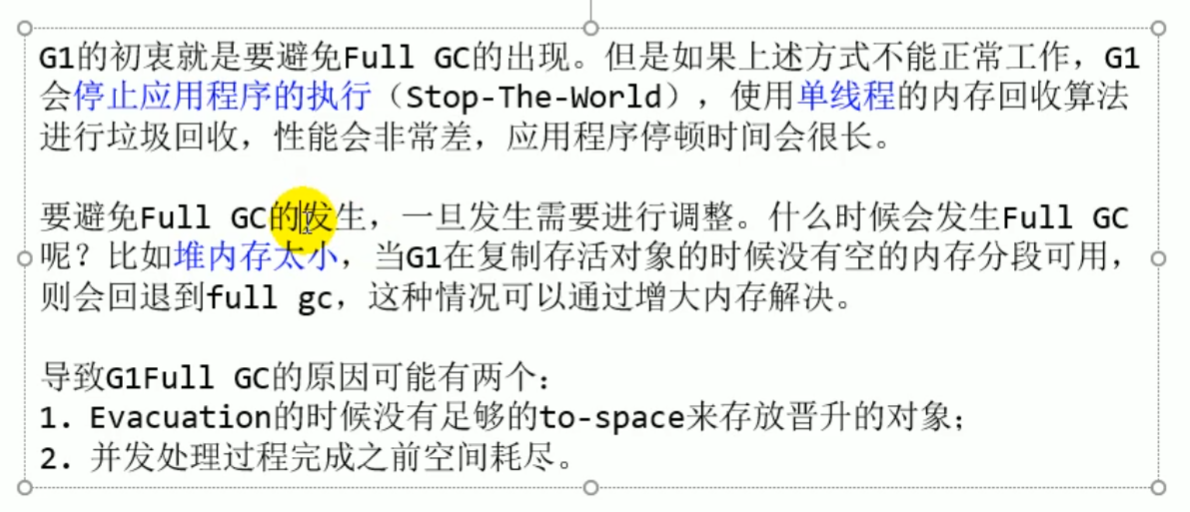 G1的初衷就是要避免Full GC的出现。但是如果上述方式不能正常工作，G1
会停止应用程序的执行（Stop-The-World），使用单线程的内存回收算法
进行垃圾回收，性能会非常差，应用程序停顿时间会很长。
要避免Full GC的发生，一旦发生需要进行调整。什么时候会发生Full GC
呢？比如堆内存太小，当G1在复制存活对象的时候没有空的内存分段可用，
则会回退到full gc，这种情况可以通过增大内存解决。
导致G1Full GC的原因可能有两个：
1. Evacuation的时候没有足够的to-space来存放晋升的对象；
2. 并发处理过程完成之前空间耗尽。